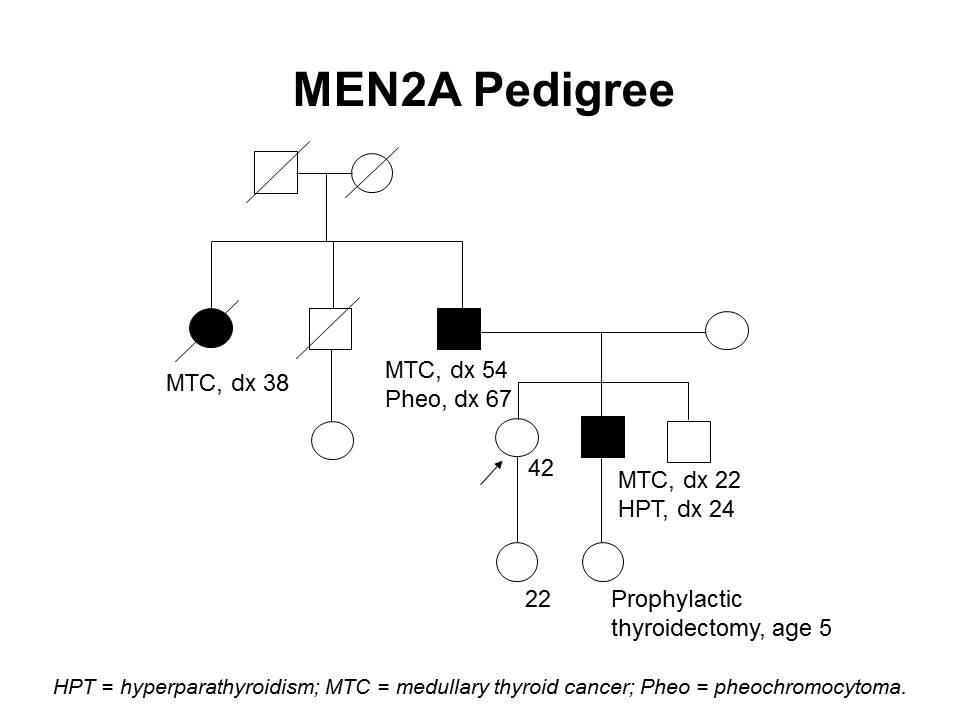 MEN2A Pedigree
MTC, dx 38
MTC, dx 54
Pheo, dx 67
42
MTC, dx 22
HPT, dx 24
22
Prophylactic
thyroidectomy, age 5
HPT = hyperparathyroidism; MTC = medullary thyroid cancer; Pheo = pheochromocytoma.